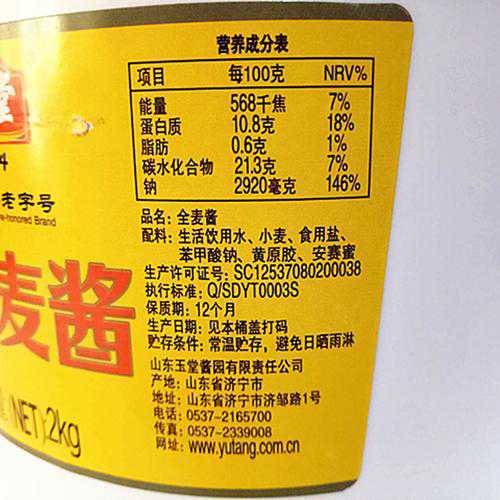 堂
4
老字号
me-honored Brand
麦酱
(NET):2kg
营养成分表
项目 每100克 NRV%
能量 568千焦 7%
蛋白质 10.8克 18%
脂肪 0.6克 1%
碳水化合物 21.3克 7%
钠 2920毫克 146%
品名: 全麦酱
配料: 生活饮用水、小麦、食用盐、
苯甲酸钠、黄原胶、安赛蜜
生产许可证号: SC12537080200038
执行标准: Q/SDYT0003S
保质期: 12个月
生产日期: 见本桶盖打码
贮存条件: 常温贮存，避免日晒雨淋
山东玉堂酱园有限责任公司
产地: 山东省济宁市
地址: 山东省济宁市济邹路1号
电话: 0537-2165700
传真: 0537-2339008
网址: www.yutang.com.cn